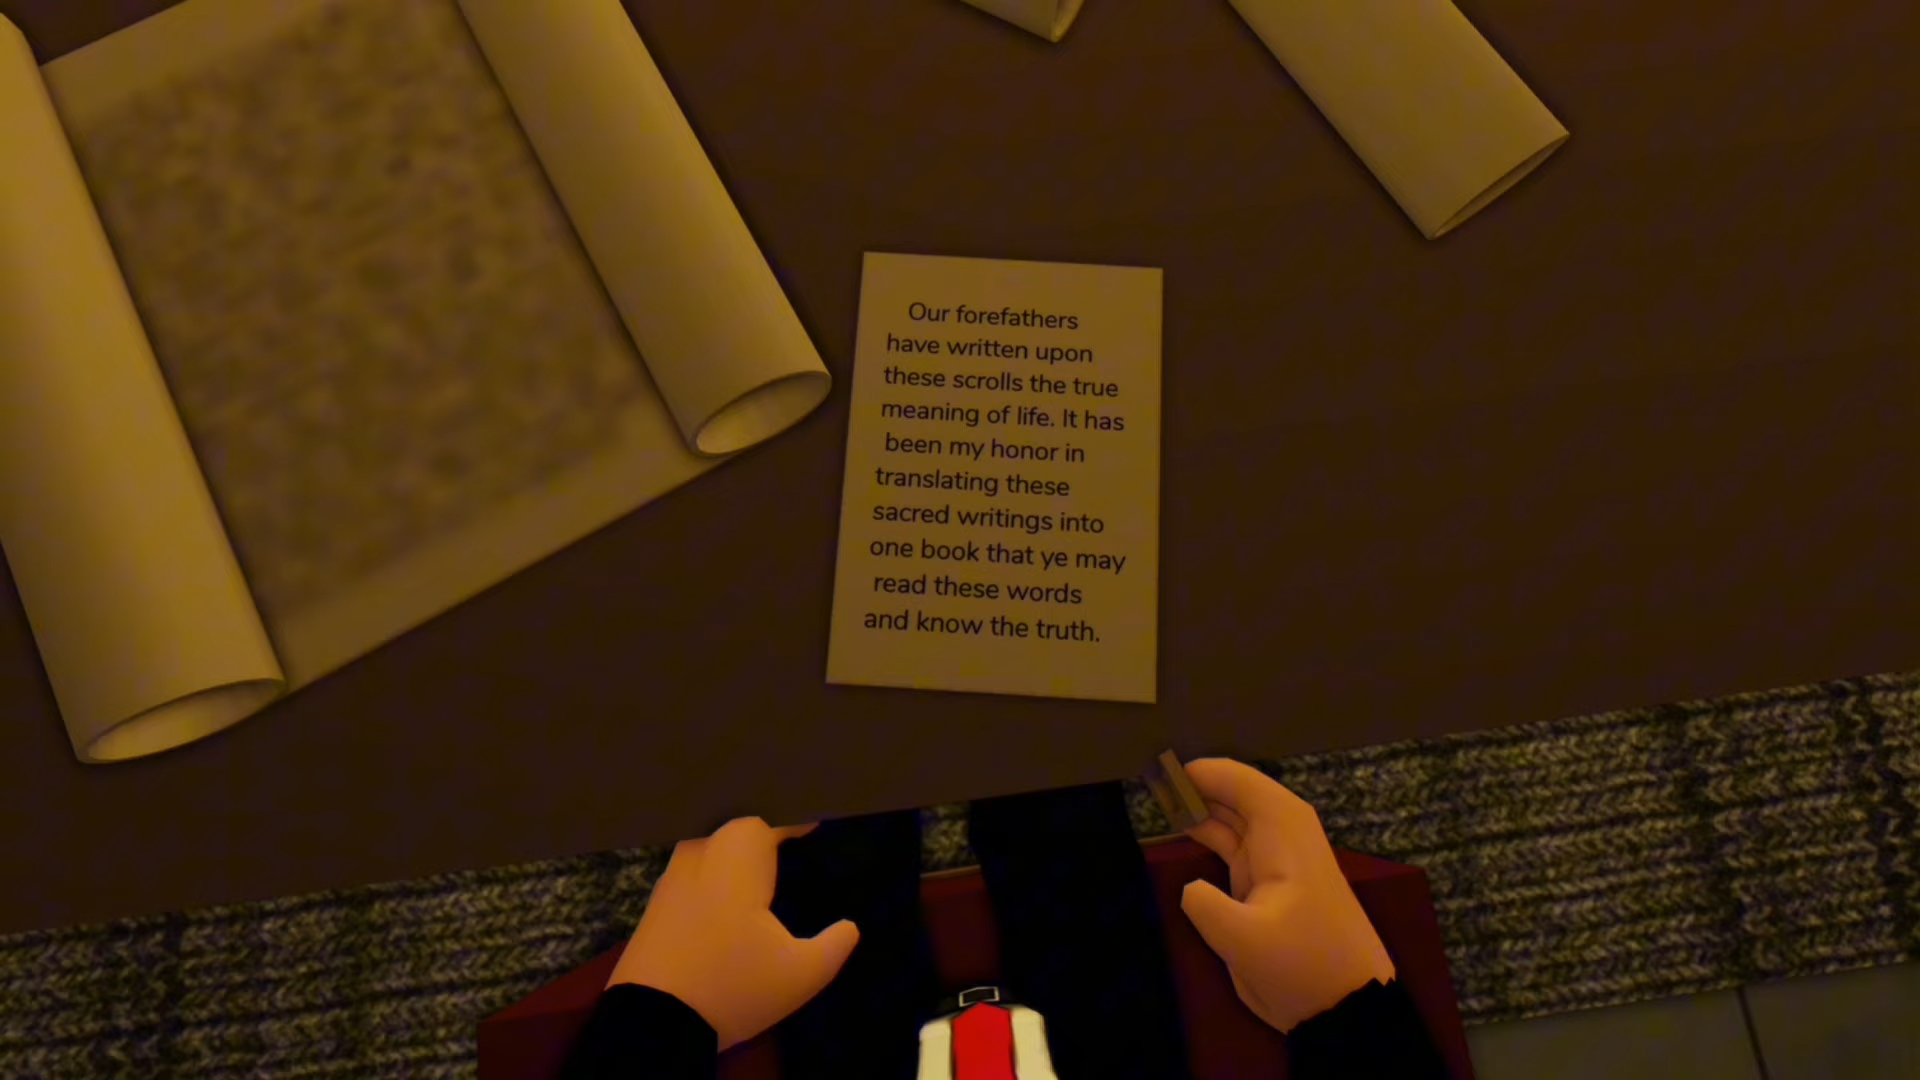 Our forefathers
have written upon
these scrolls the true
meaning of life. It has
been my honor in
translating these
sacred writings into
one book that ye may
read these words
and know the truth.